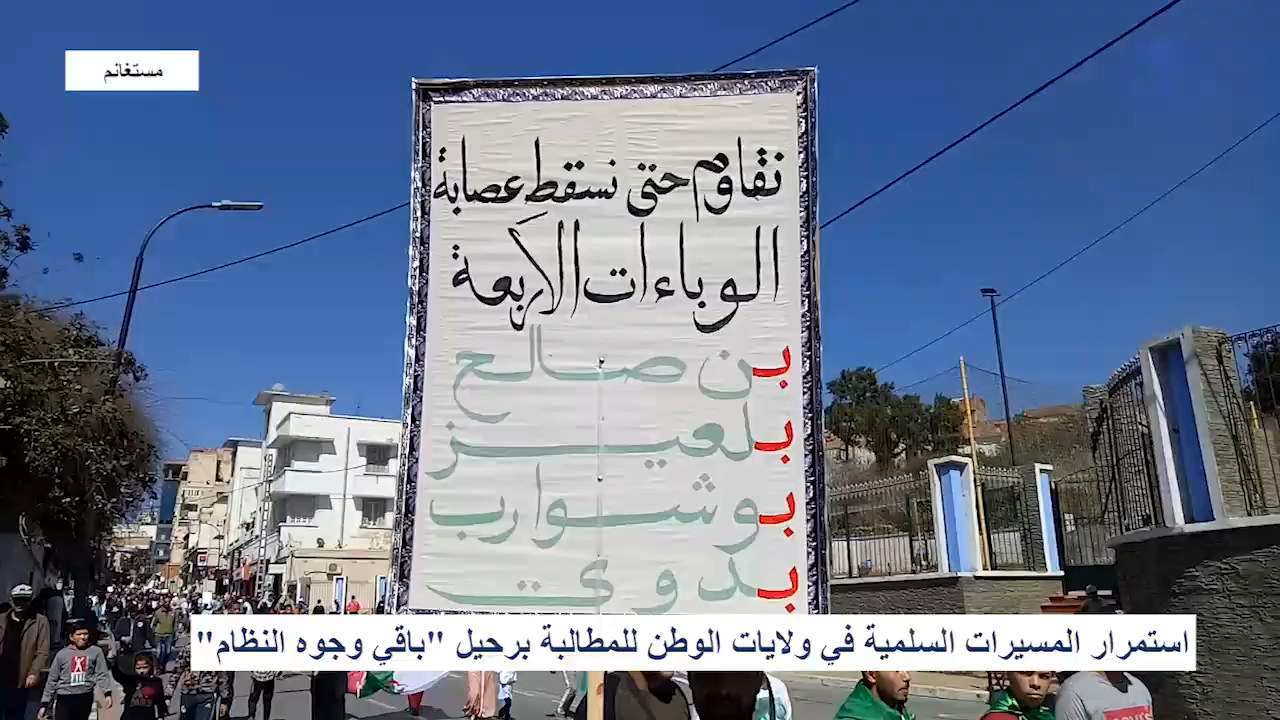 مستغانم
نقاوم حتى نسقط عصابة
الوباءات الأربعة
بن صالح
بلعيز
بوشوارب
بدوي
استمرار المسيرات السلمية في ولايات الوطن للمطالبة برحيل "باقي وجوه النظام"